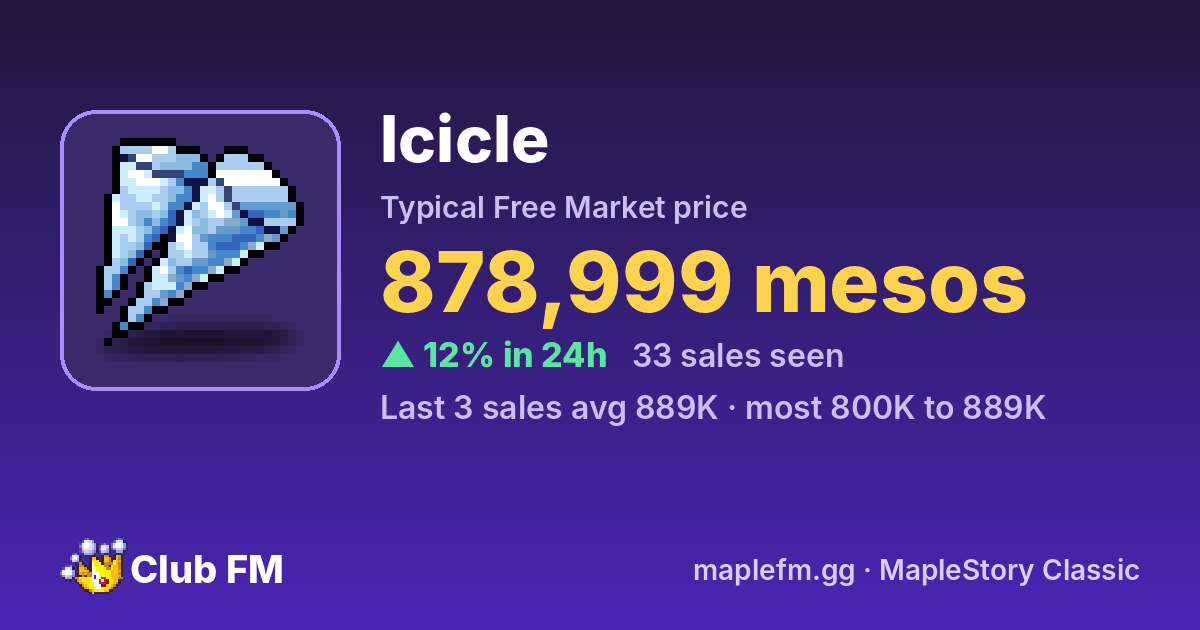 Icicle
Typical Free Market price
878,999 mesos
▲ 12% in 24h 33 sales seen
Last 3 sales avg 889K · most 800K to 889K
Club FM
maplefm.gg · MapleStory Classic